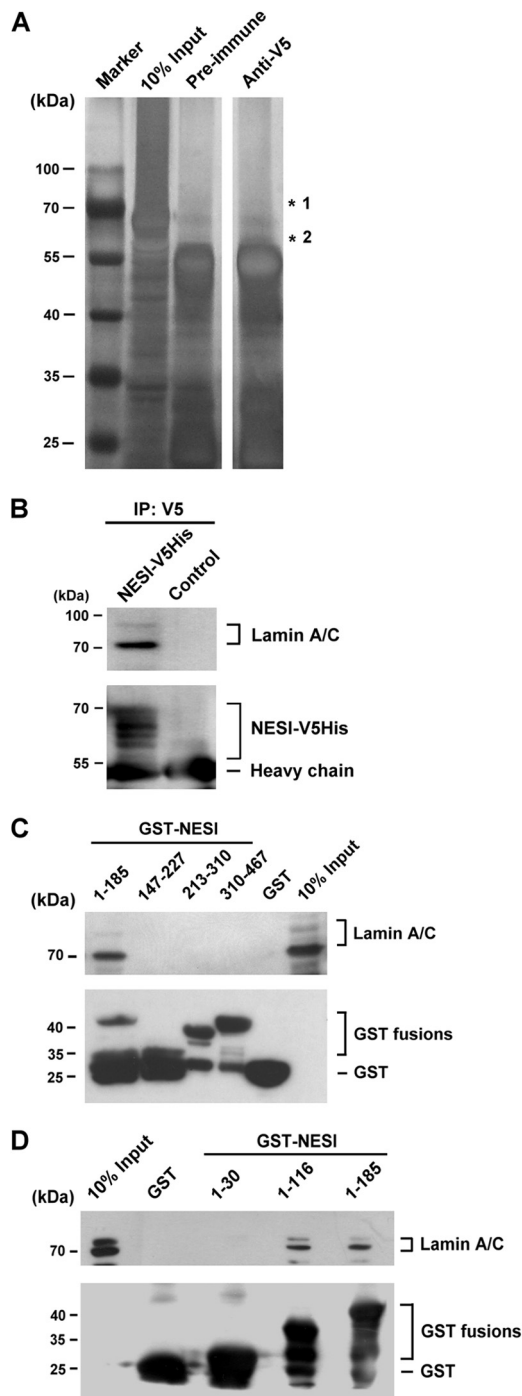 A
Marker 10% Input Pre-immune Anti-V5
(kDa)
100
70 * 1
* 2
55
40
35
25
B
IP: V5
NESI-V5His Control
(kDa)
100
Lamin A/C
70
70
NESI-V5His
55
Heavy chain
C
GST-NESI
1-185 147-227 213-310 310-467 GST 10% Input
(kDa)
Lamin A/C
70
40
GST fusions
35
25 GST
D
GST-NESI
10% Input GST 1-30 1-116 1-185
(kDa)
70 Lamin A/C
40
GST fusions
35
25 GST